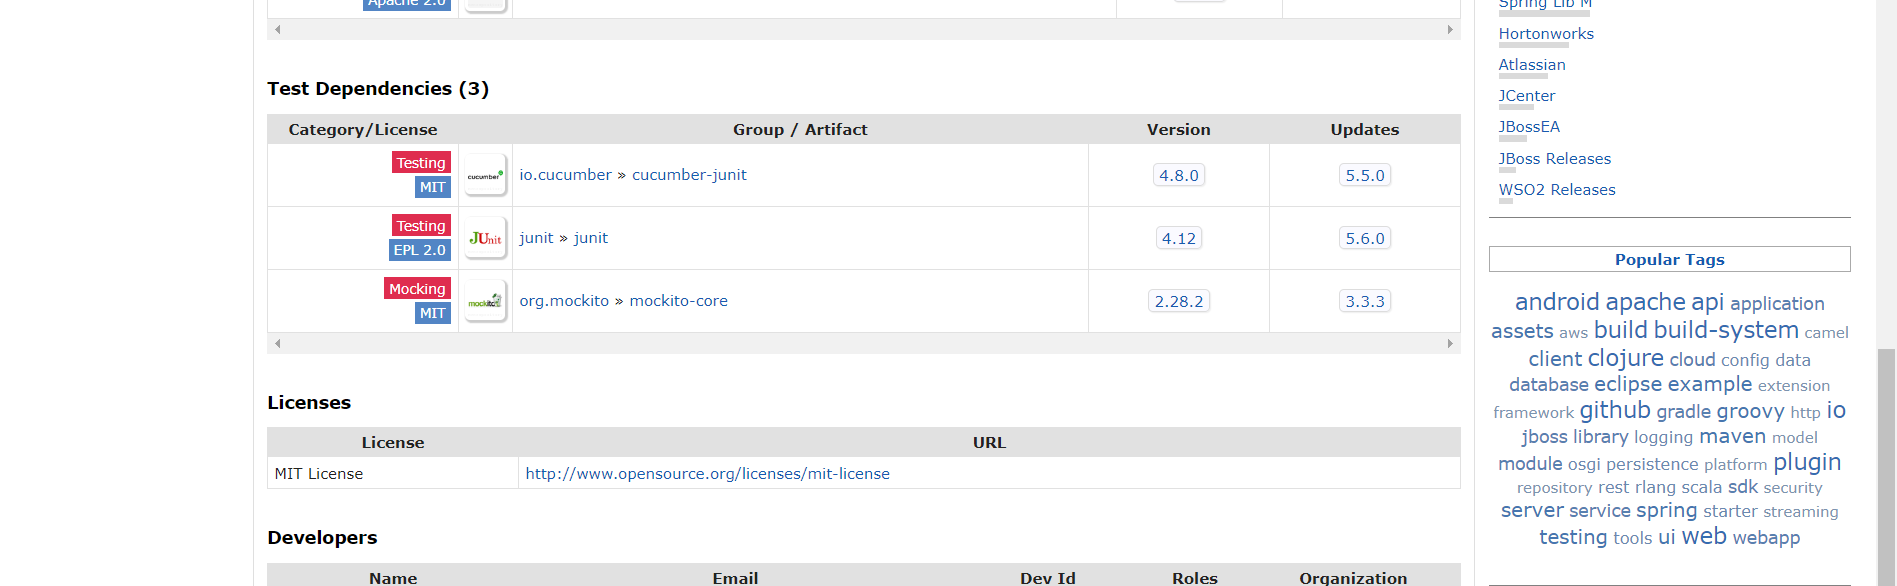 Apache 2.0
Test Dependencies (3)
Category/License Group / Artifact Version Updates
Testing
MIT
cucumber
io.cucumber » cucumber-junit 4.8.0 5.5.0
Testing
EPL 2.0
JUnit
junit » junit 4.12 5.6.0
Mocking
MIT
mockito
org.mockito » mockito-core 2.28.2 3.3.3
Licenses
License URL
MIT License http://www.opensource.org/licenses/mit-license
Developers
Name Email Dev Id Roles Organization
Spring Lib M
Hortonworks
Atlassian
JCenter
JBossEA
JBoss Releases
WSO2 Releases
Popular Tags
android apache api application
assets aws build build-system camel
client clojure cloud config data
database eclipse example extension
framework github gradle groovy http io
jboss library logging maven model
module osgi persistence platform plugin
repository rest rlang scala sdk security
server service spring starter streaming
testing tools ui web webapp